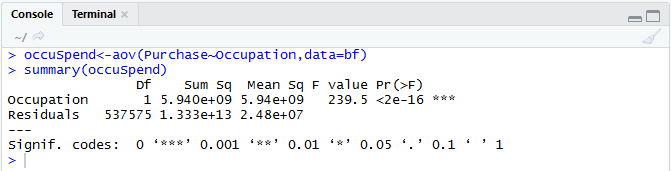 Console Terminal ×
~/
> occuSpend<-aov(Purchase~Occupation,data=bf)
> summary(occuSpend)
Df Sum Sq Mean Sq F value Pr(>F)
Occupation 1 5.940e+09 5.94e+09 239.5 <2e-16 ***
Residuals 537575 1.333e+13 2.48e+07
---
Signif. codes: 0 ‘***’ 0.001 ‘**’ 0.01 ‘*’ 0.05 ‘.’ 0.1 ‘ ’ 1
>